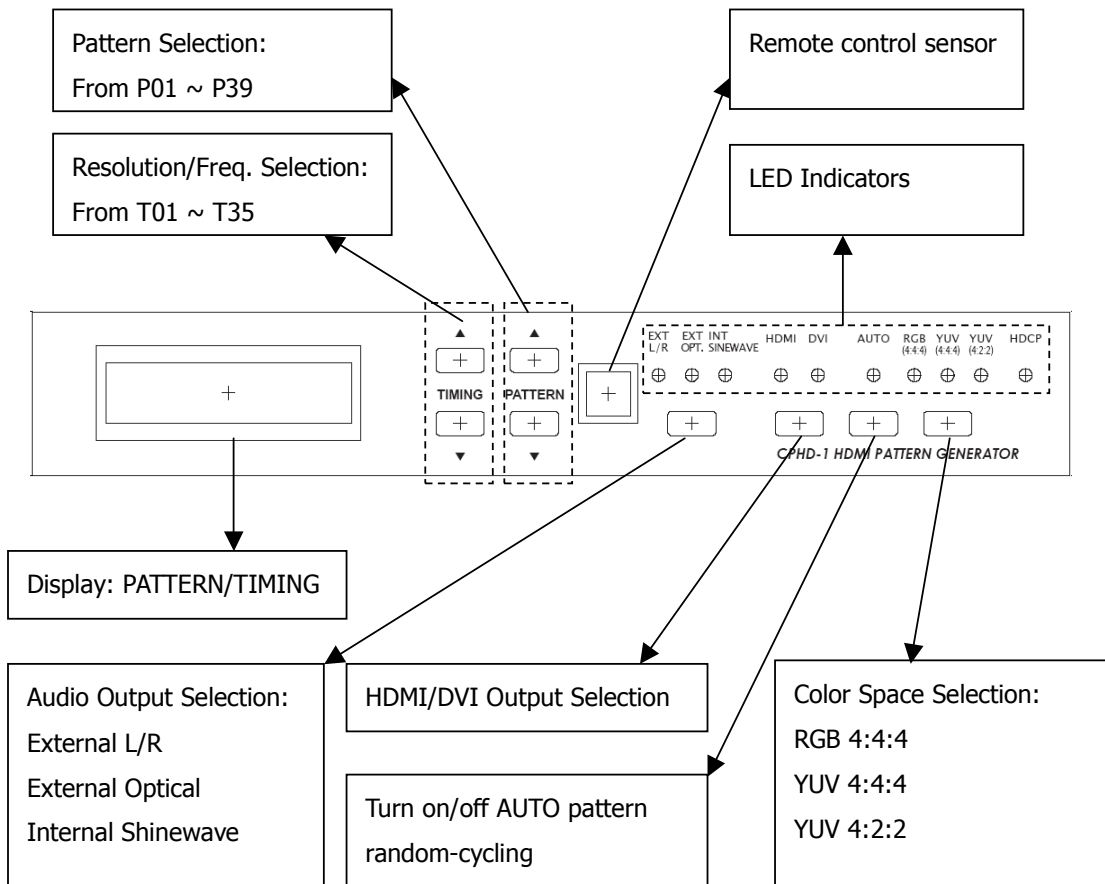 Pattern Selection:
From P01 ~ P39
Remote control sensor
Resolution/Freq. Selection:
From T01 ~ T35
LED Indicators
▲
▲
EXT L/R
EXT OPT.
INT SINEWAVE
HDMI
DVI
AUTO
RGB (4:4:4)
YUV (4:4:4)
YUV (4:2:2)
HDCP
TIMING
PATTERN
▼
▼
CPHD-1 HDMI PATTERN GENERATOR
Display: PATTERN/TIMING
Audio Output Selection:
External L/R
External Optical
Internal Shinewave
HDMI/DVI Output Selection
Turn on/off AUTO pattern
random-cycling
Color Space Selection:
RGB 4:4:4
YUV 4:4:4
YUV 4:2:2